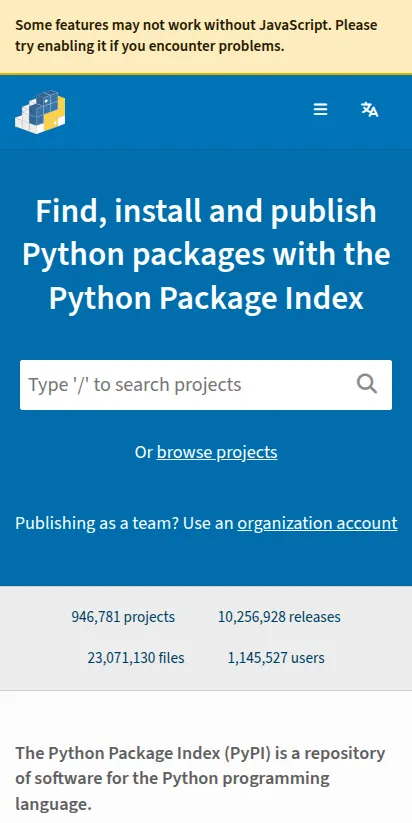 Some features may not work without JavaScript. Please
try enabling it if you encounter problems.
Find, install and publish
Python packages with the
Python Package Index
Type '/' to search projects
Or browse projects
Publishing as a team? Use an organization account
946,781 projects 10,256,928 releases
23,071,130 files 1,145,527 users
The Python Package Index (PyPI) is a repository
of software for the Python programming
language.